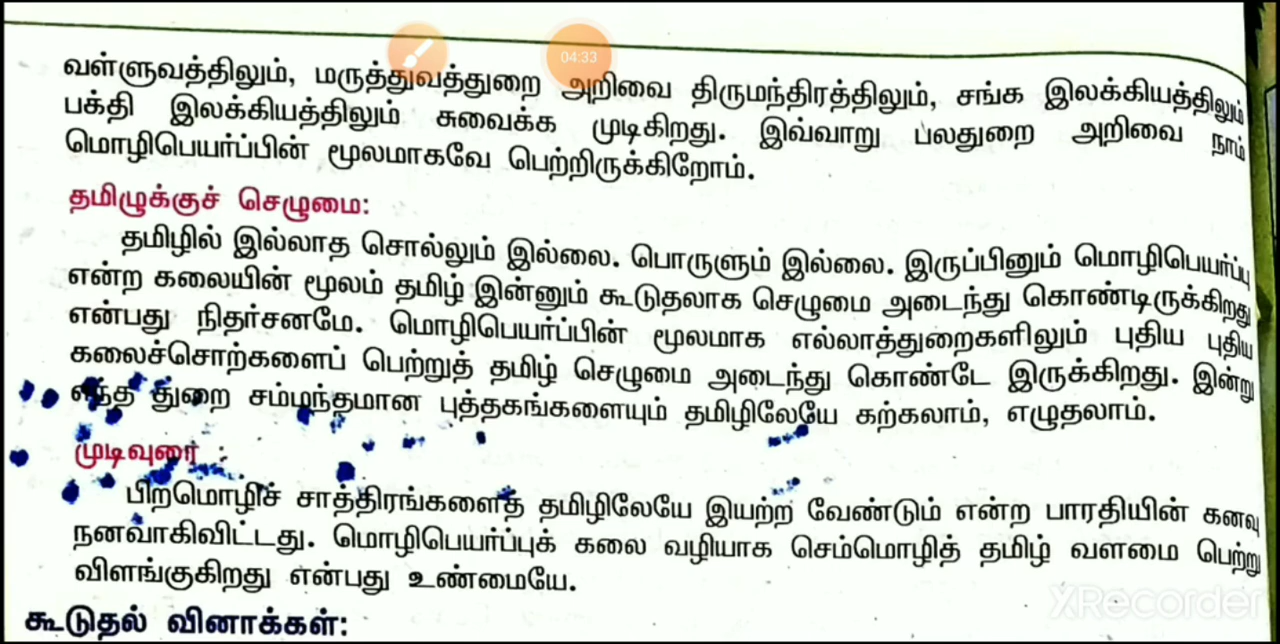 04:33
வள்ளுவத்திலும், மருத்துவத்துறை அறிவை திருமந்திரத்திலும், சங்க இலக்கியத்திலும்
பக்தி இலக்கியத்திலும் சுவைக்க முடிகிறது. இவ்வாறு பலதுறை அறிவை நாம்
மொழிபெயர்ப்பின் மூலமாகவே பெற்றிருக்கிறோம்.
தமிழுக்குச் செழுமை:
தமிழில் இல்லாத சொல்லும் இல்லை. பொருளும் இல்லை. இருப்பினும் மொழிபெயர்ப்பு
என்ற கலையின் மூலம் தமிழ் இன்னும் கூடுதலாக செழுமை அடைந்து கொண்டிருக்கிறது
என்பது நிதர்சனமே. மொழிபெயர்ப்பின் மூலமாக எல்லாத்துறைகளிலும் புதிய புதிய
கலைச்சொற்களைப் பெற்றுத் தமிழ் செழுமை அடைந்து கொண்டே இருக்கிறது. இன்று
எந்த துறை சம்மந்தமான புத்தகங்களையும் தமிழிலேயே கற்கலாம், எழுதலாம்.
முடிவுரை :
பிறமொழிச் சாத்திரங்களைத் தமிழிலேயே இயற்ற வேண்டும் என்ற பாரதியின் கனவு
நனவாகிவிட்டது. மொழிபெயர்ப்புக் கலை வழியாக செம்மொழித் தமிழ் வளமை பெற்று
விளங்குகிறது என்பது உண்மையே.
கூடுதல் வினாக்கள்:
XRecorder